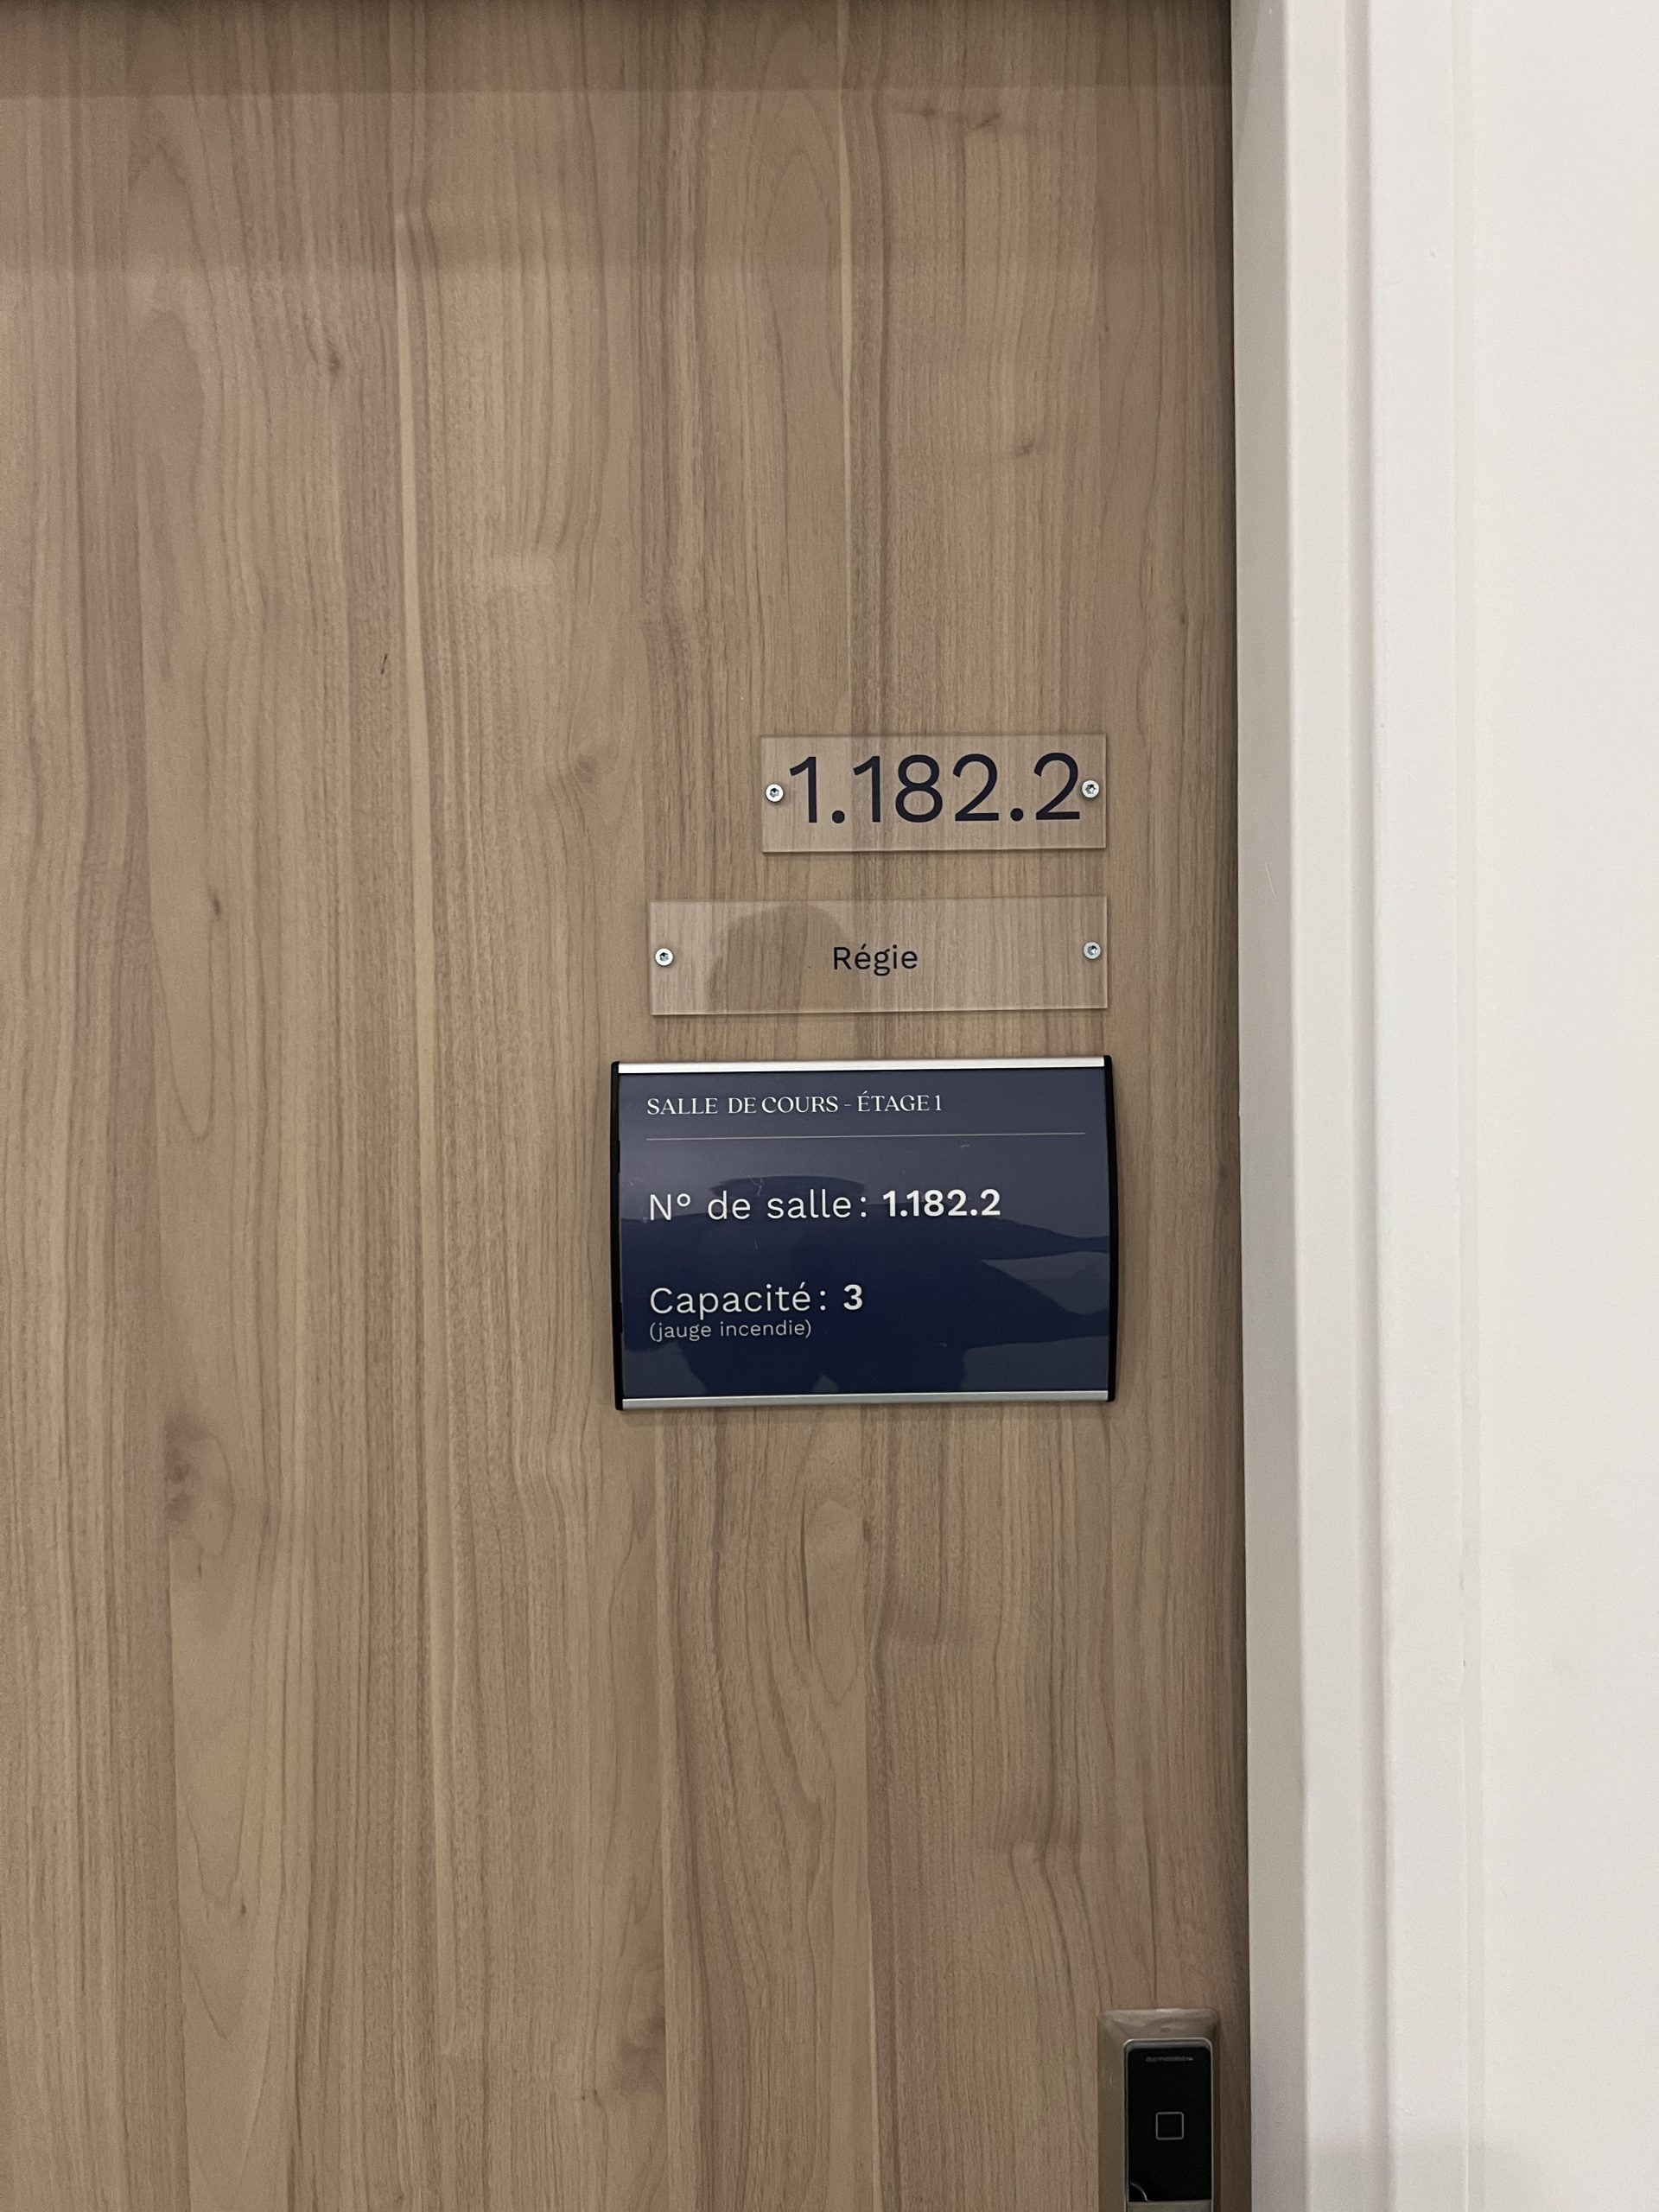 1.182.2
Régie
SALLE DE COURS - ÉTAGE 1
N° de salle : 1.182.2
Capacité : 3
(jauge incendie)